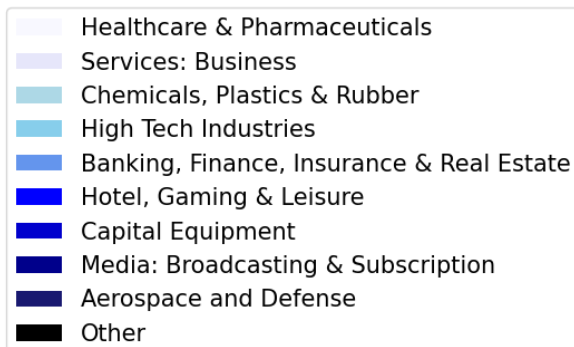 Healthcare & Pharmaceuticals
Services: Business
Chemicals, Plastics & Rubber
High Tech Industries
Banking, Finance, Insurance & Real Estate
Hotel, Gaming & Leisure
Capital Equipment
Media: Broadcasting & Subscription
Aerospace and Defense
Other